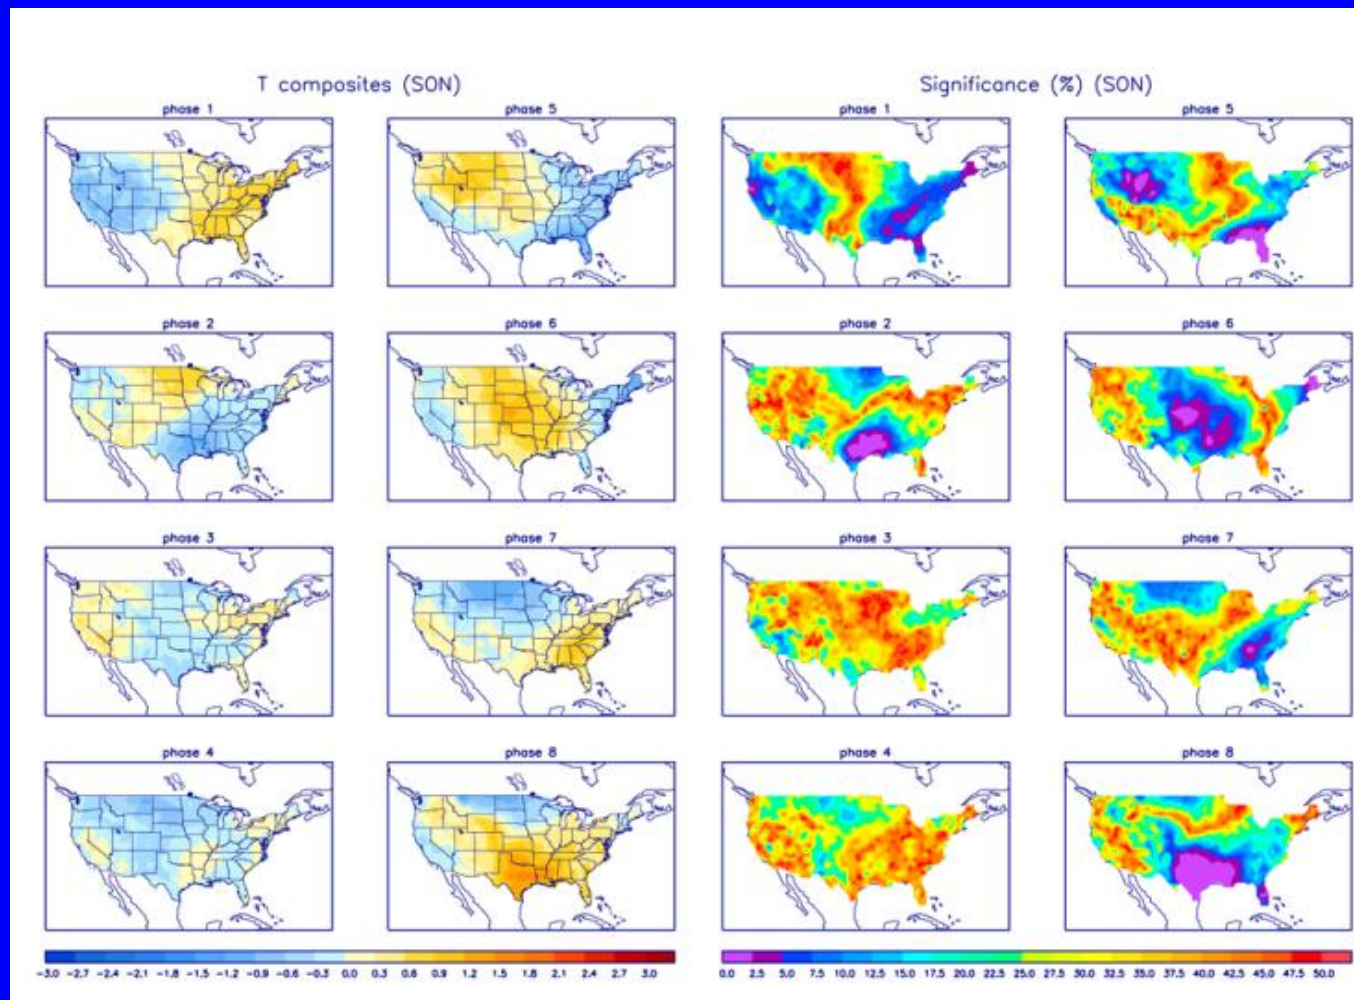 T composites (SON)
Significance (%) (SON)
phase 1
phase 5
phase 1
phase 5
phase 2
phase 6
phase 2
phase 6
phase 3
phase 7
phase 3
phase 7
phase 4
phase 8
phase 4
phase 8
-3.0 -2.7 -2.4 -2.1 -1.8 -1.5 -1.2 -0.9 -0.6 -0.3 0.0 0.3 0.6 0.9 1.2 1.5 1.8 2.1 2.4 2.7 3.0
0.0 2.5 5.0 7.5 10.0 12.5 15.0 17.5 20.0 22.5 25.0 27.5 30.0 32.5 35.0 37.5 40.0 42.5 45.0 47.5 50.0